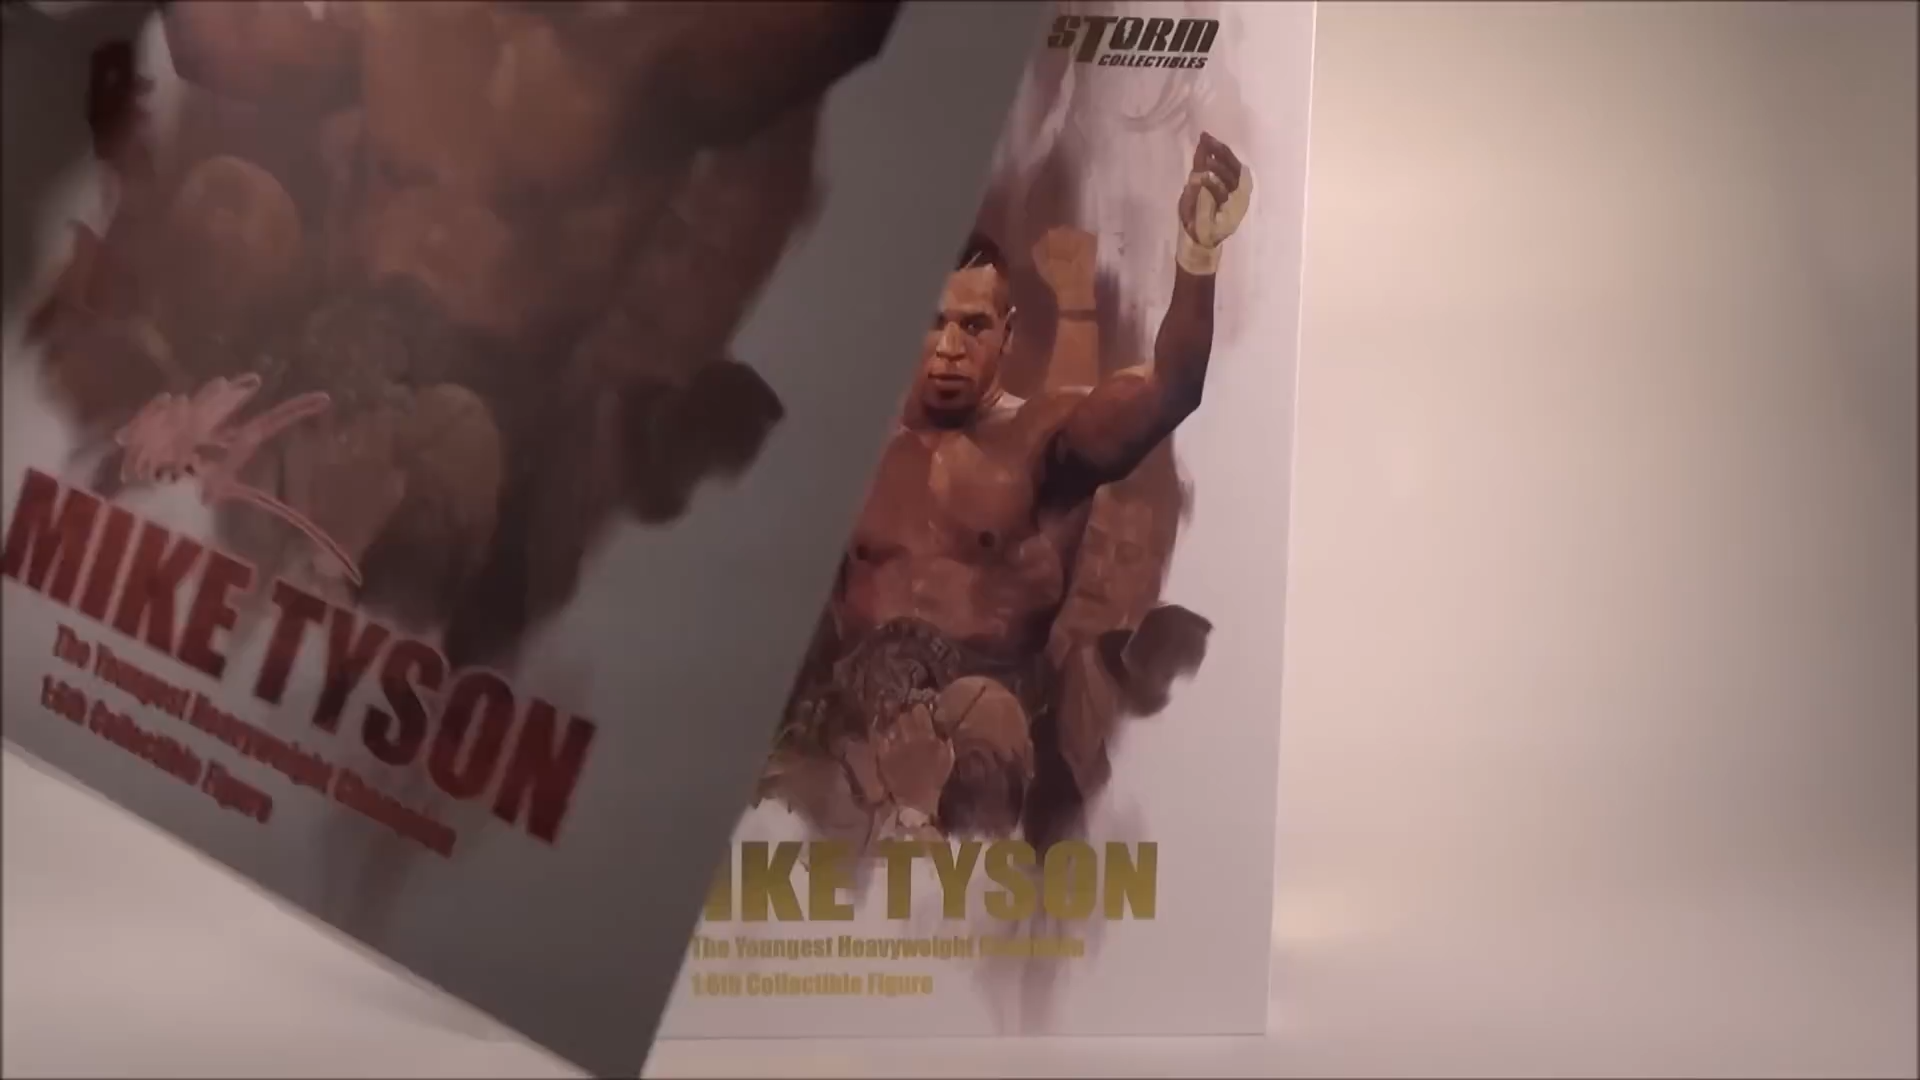 STORM
COLLECTIBLES
MIKE TYSON
The Youngest Heavyweight Champion
1:6th Collectible Figure
IKE TYSON
The Youngest Heavyweight Champion
1:6th Collectible Figure